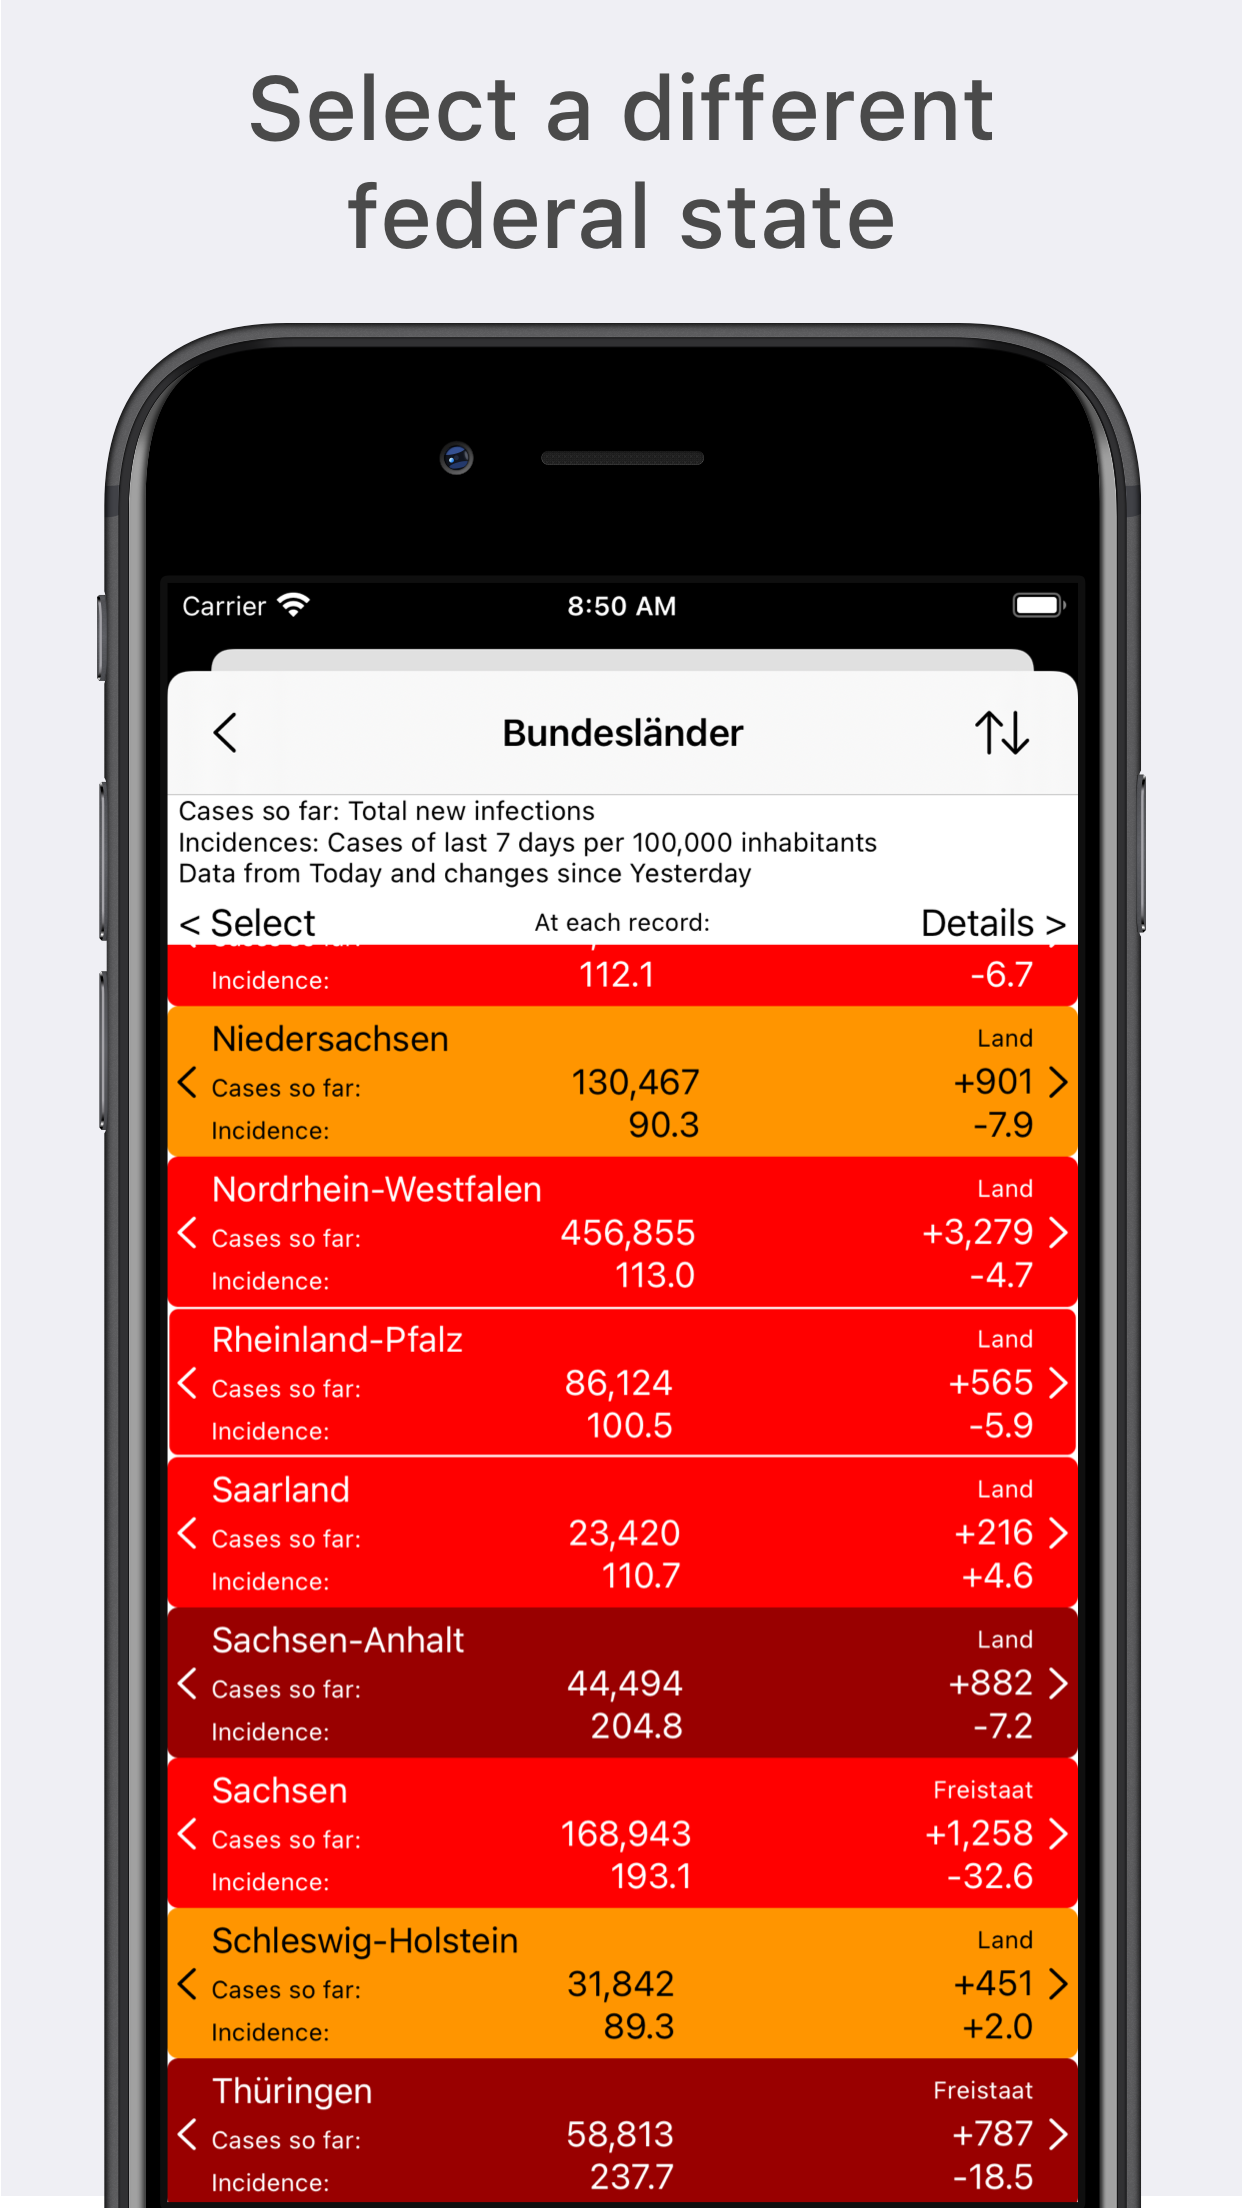 Select a different
federal state
Carrier 8:50 AM
< Bundesländer ↑↓
Cases so far: Total new infections
Incidences: Cases of last 7 days per 100,000 inhabitants
Data from Today and changes since Yesterday
< Select At each record: Details >
Incidence: 112.1 -6.7
Niedersachsen Land
< Cases so far: 130,467 +901 >
Incidence: 90.3 -7.9
Nordrhein-Westfalen Land
< Cases so far: 456,855 +3,279 >
Incidence: 113.0 -4.7
Rheinland-Pfalz Land
< Cases so far: 86,124 +565 >
Incidence: 100.5 -5.9
Saarland Land
< Cases so far: 23,420 +216 >
Incidence: 110.7 +4.6
Sachsen-Anhalt Land
< Cases so far: 44,494 +882 >
Incidence: 204.8 -7.2
Sachsen Freistaat
< Cases so far: 168,943 +1,258 >
Incidence: 193.1 -32.6
Schleswig-Holstein Land
< Cases so far: 31,842 +451 >
Incidence: 89.3 +2.0
Thüringen Freistaat
< Cases so far: 58,813 +787 >
Incidence: 237.7 -18.5